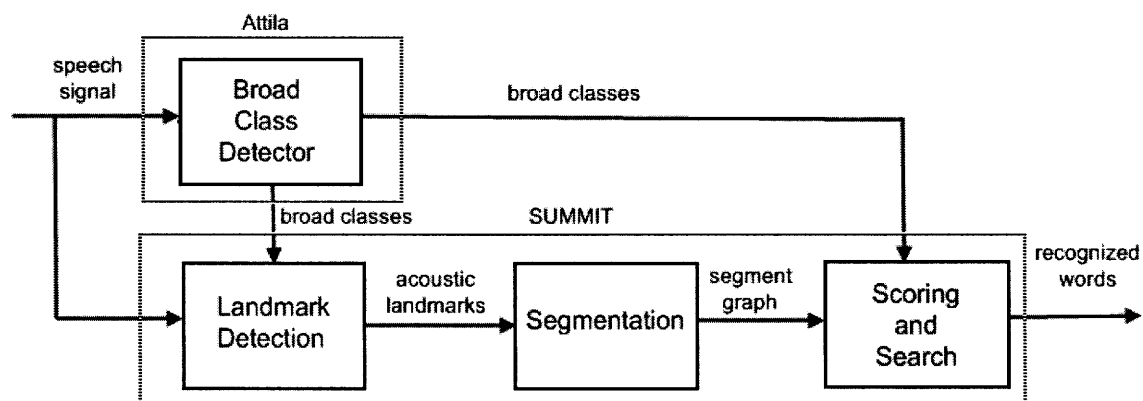 Attila
speech
signal
Broad
Class
Detector
broad classes
broad classes
SUMMIT
Landmark
Detection
acoustic
landmarks
Segmentation
segment
graph
Scoring
and
Search
recognized
words